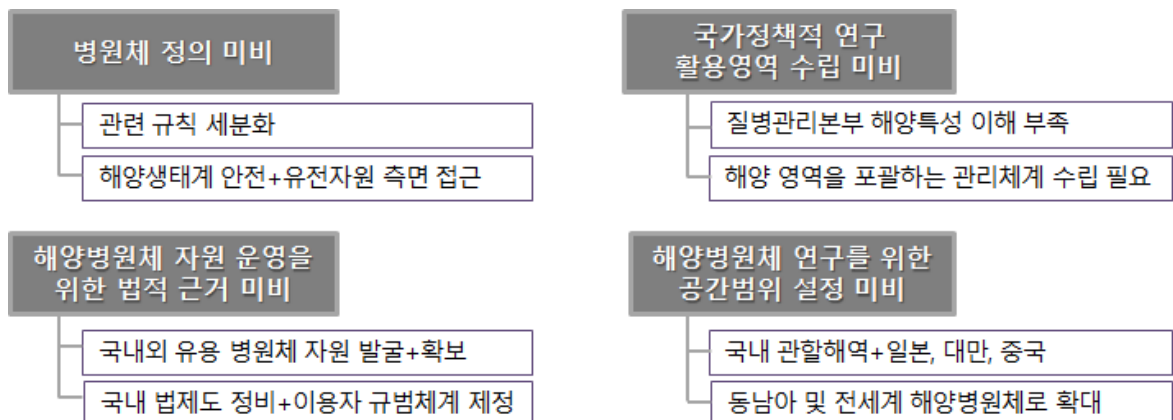 병원체 정의 미비
관련 규칙 세분화
해양생태계 안전+유전자원 측면 접근
국가정책적 연구
활용영역 수립 미비
질병관리본부 해양특성 이해 부족
해양 영역을 포괄하는 관리체계 수립 필요
해양병원체 자원 운영을
위한 법적 근거 미비
국내외 유용 병원체 자원 발굴+확보
국내 법제도 정비+이용자 규범체계 제정
해양병원체 연구를 위한
공간범위 설정 미비
국내 관할해역+일본, 대만, 중국
동남아 및 전세계 해양병원체로 확대